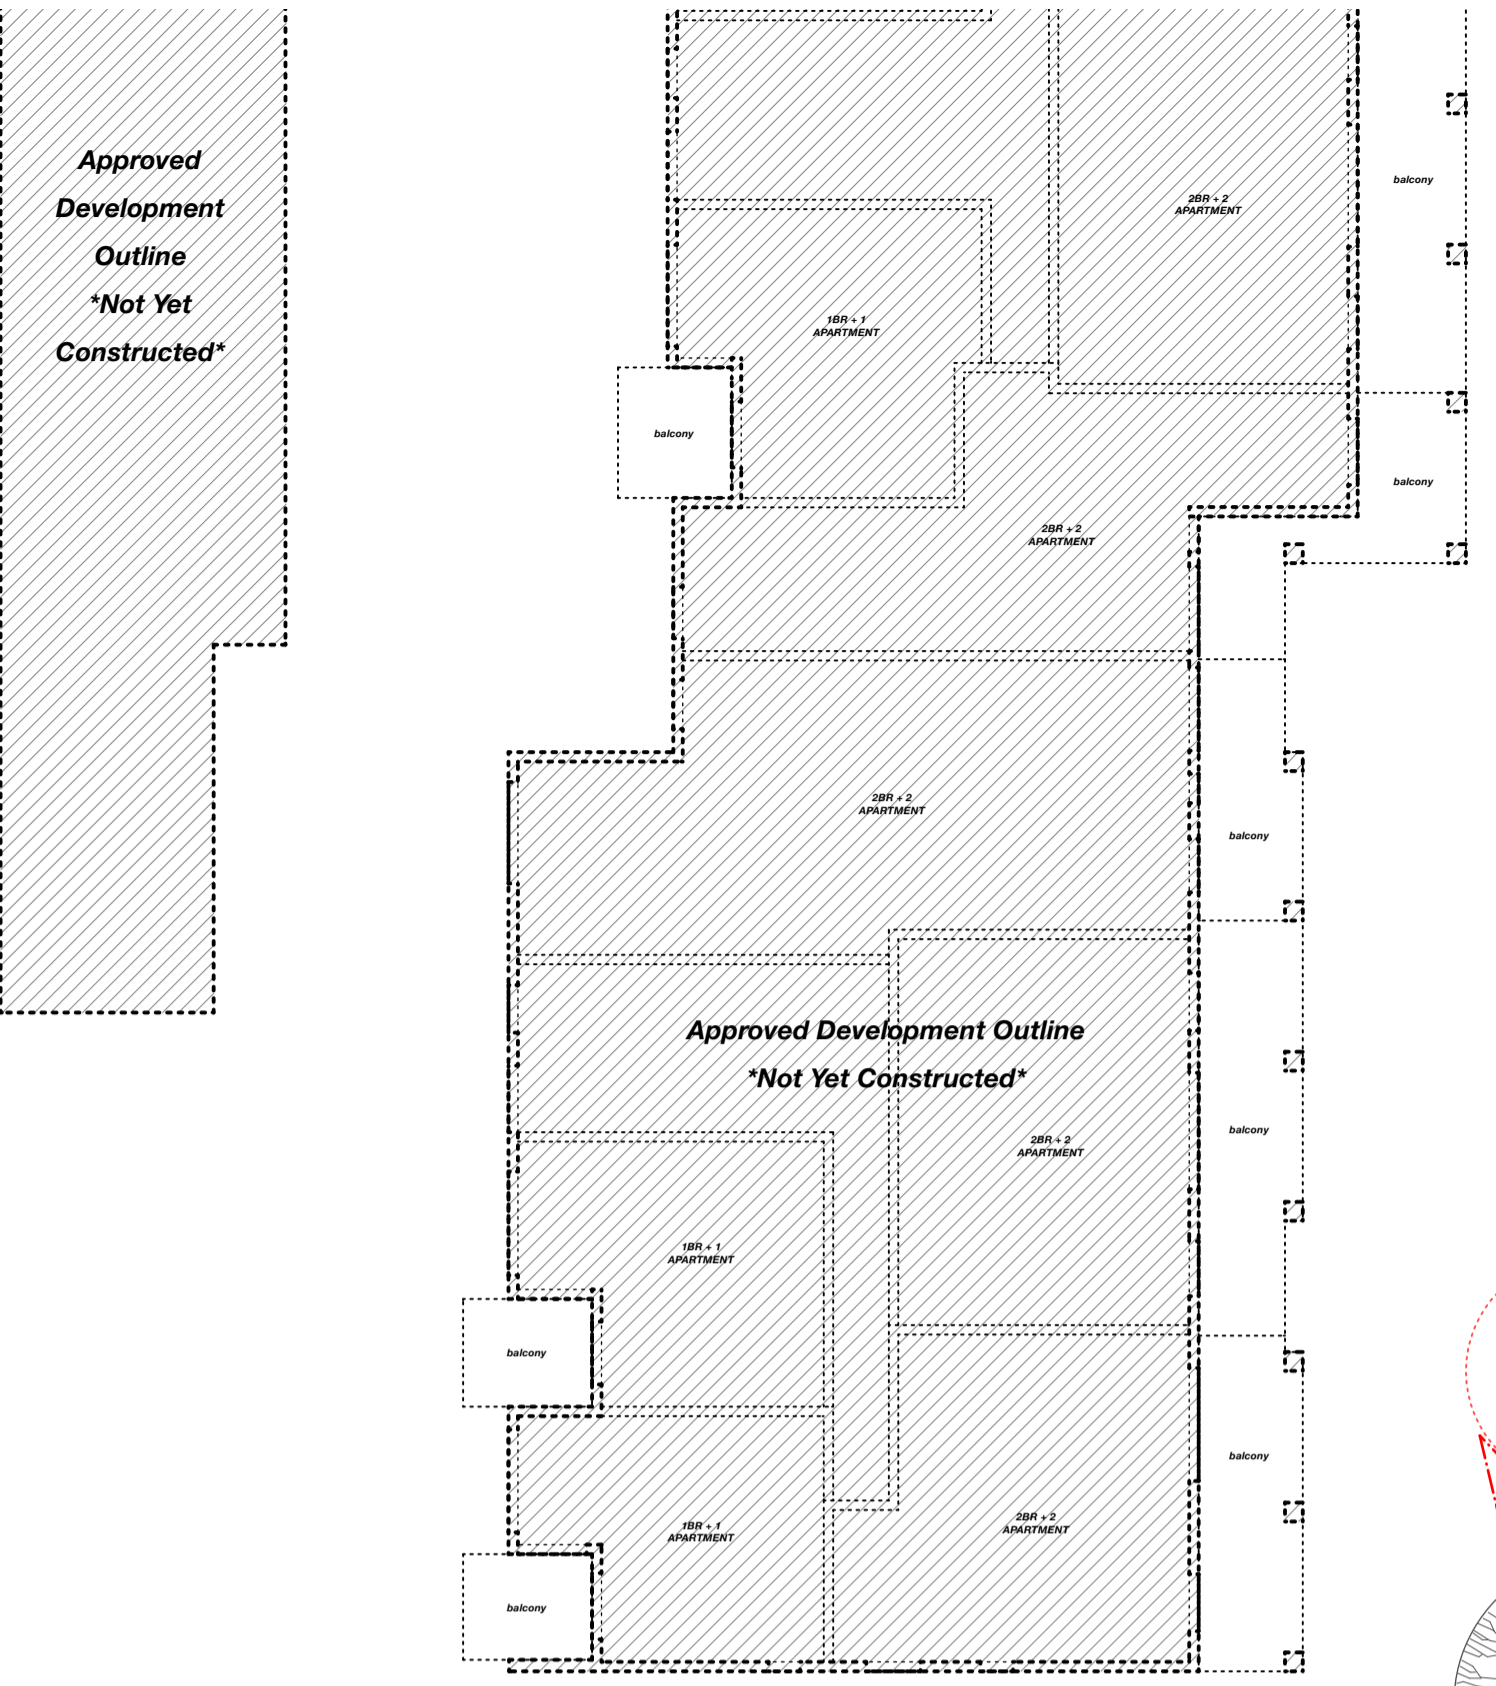 Approved
Development
Outline
*Not Yet
Constructed*
balcony
2BR + 2
APARTMENT
1BR + 1
APARTMENT
balcony
balcony
2BR + 2
APARTMENT
2BR + 2
APARTMENT
balcony
Approved Development Outline
*Not Yet Constructed*
balcony
2BR + 2
APARTMENT
1BR + 1
APARTMENT
balcony
balcony
2BR + 2
APARTMENT
1BR + 1
APARTMENT
balcony